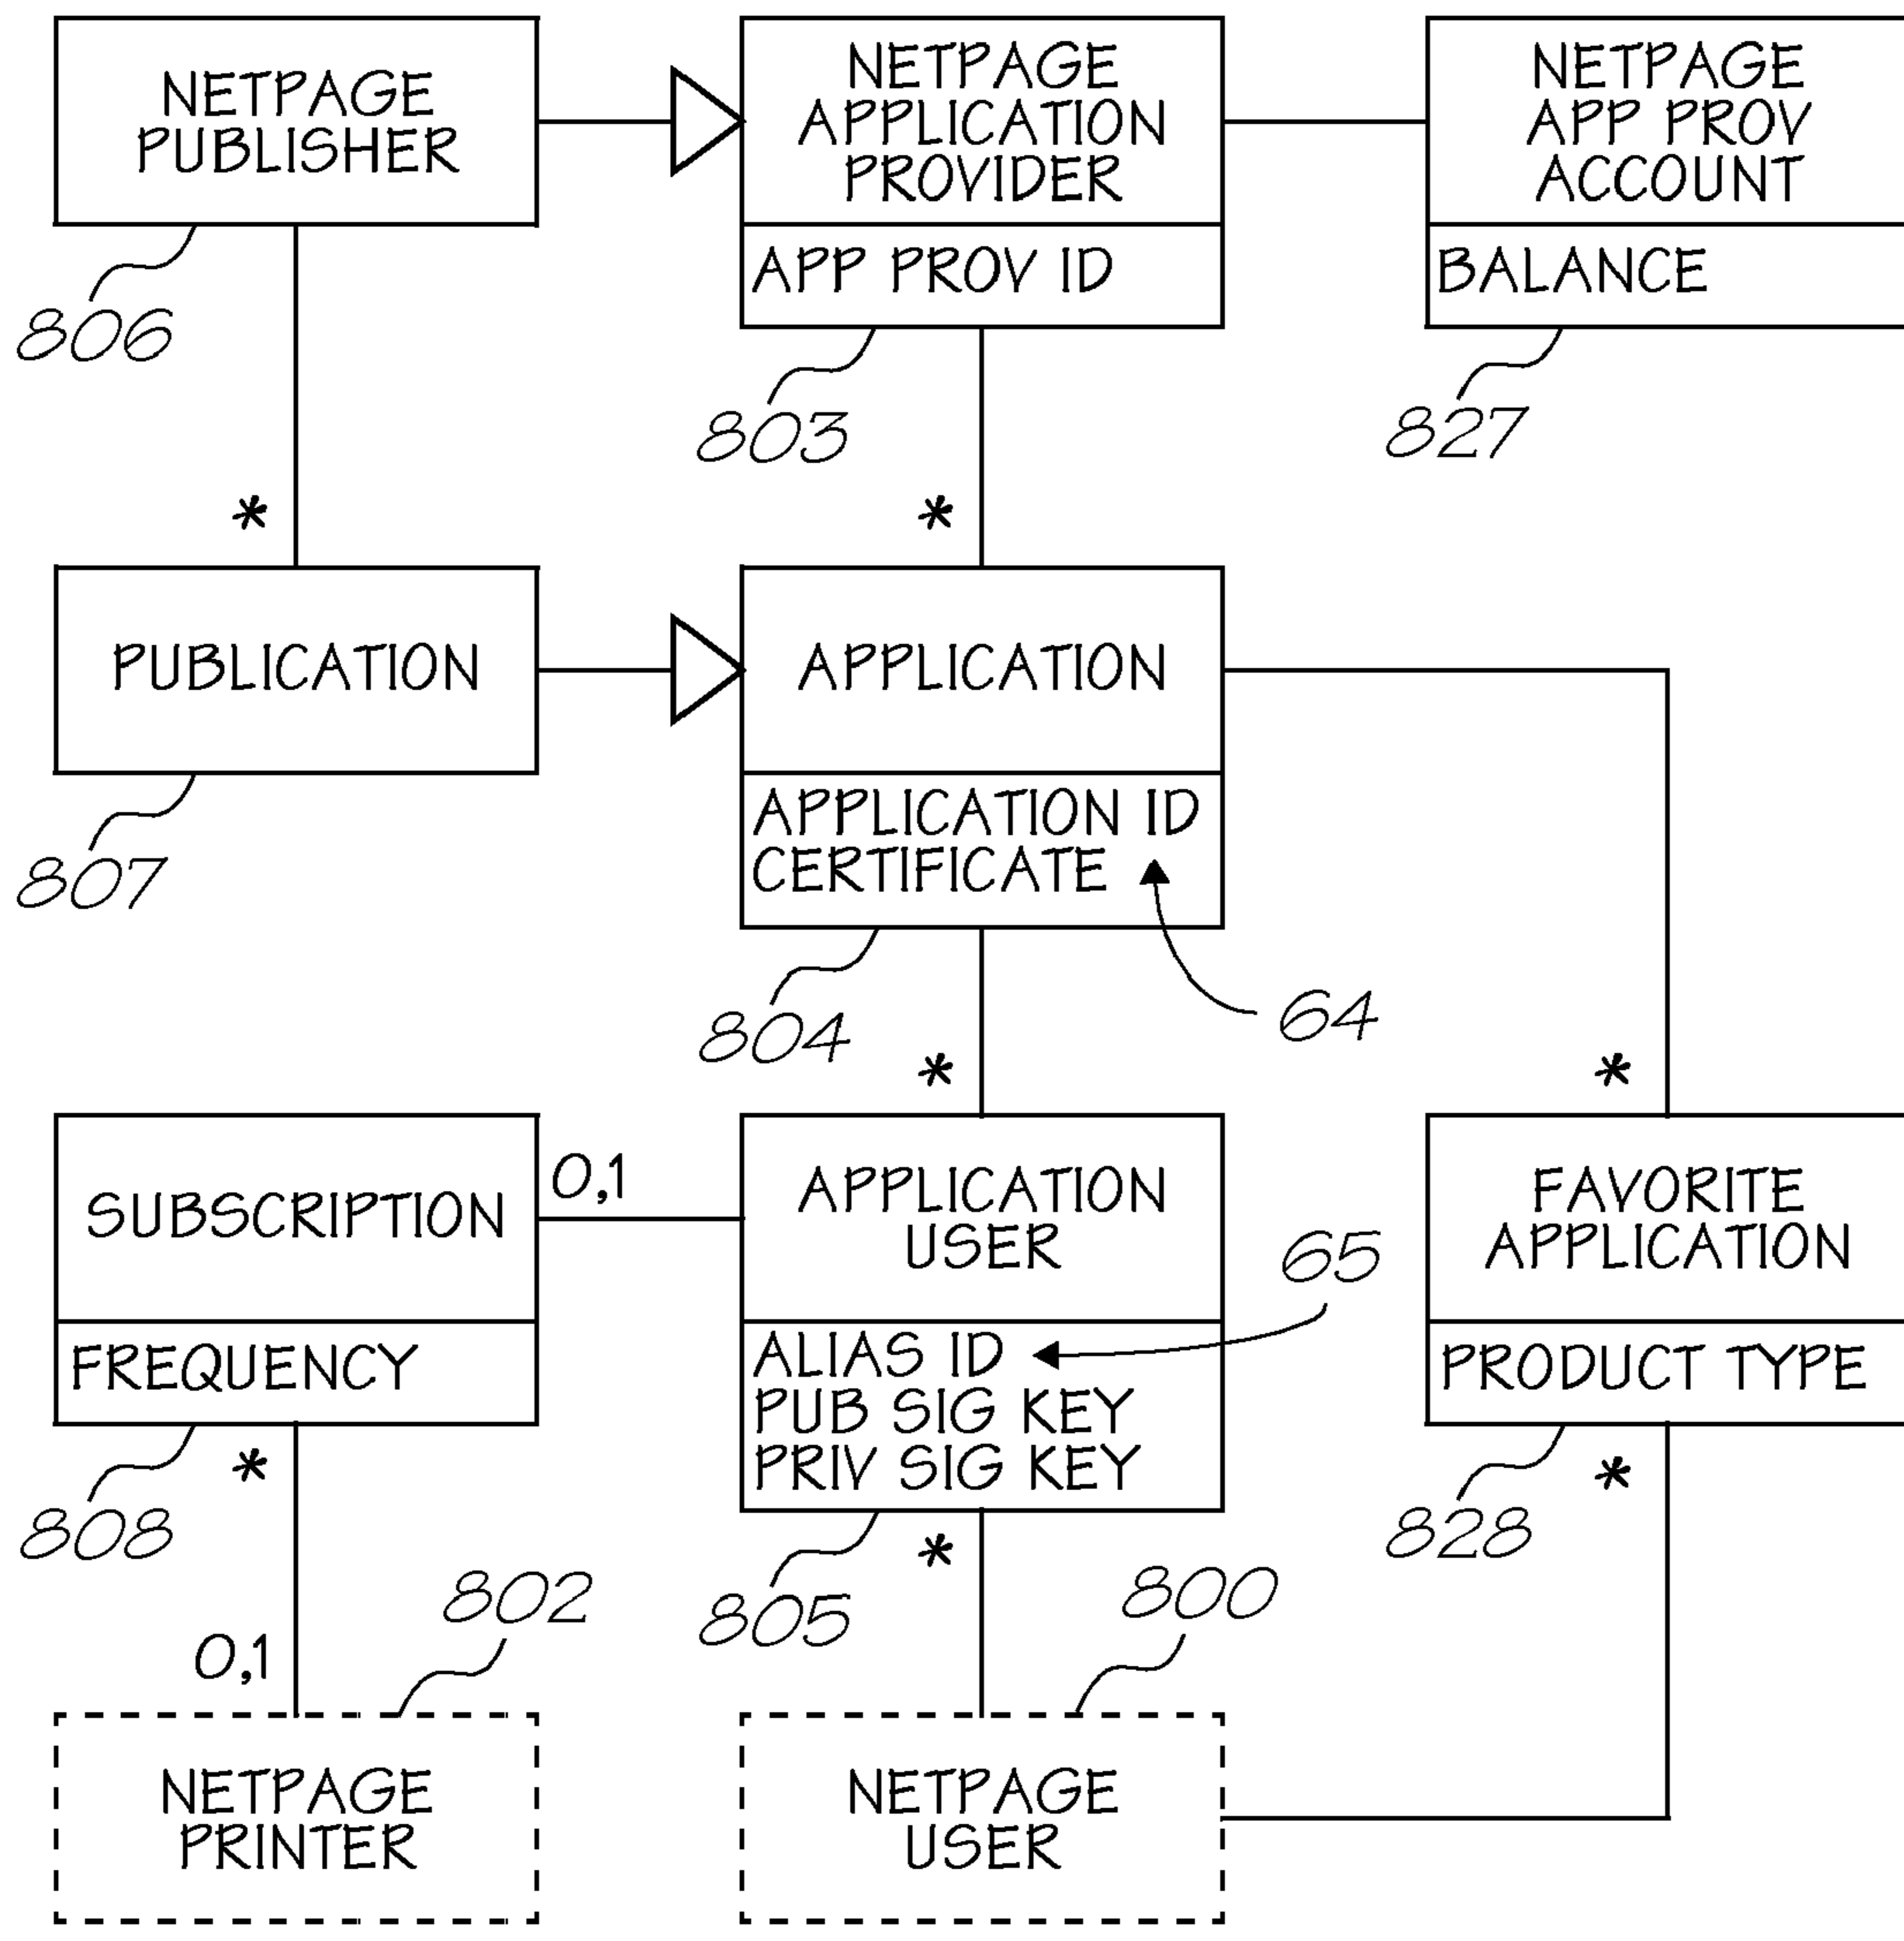 NETPAGE
PUBLISHER
NETPAGE
APPLICATION
PROVIDER
APP PROV ID
NETPAGE
APP PROV
ACCOUNT
BALANCE
806
803
827
*
*
PUBLICATION
APPLICATION
APPLICATION ID
CERTIFICATE
807
804
64
*
*
SUBSCRIPTION
FREQUENCY
0,1
APPLICATION
USER
ALIAS ID
PUB SIG KEY
PRIV SIG KEY
65
FAVORITE
APPLICATION
PRODUCT TYPE
808
*
802
805
*
800
828
*
0,1
NETPAGE
PRINTER
NETPAGE
USER